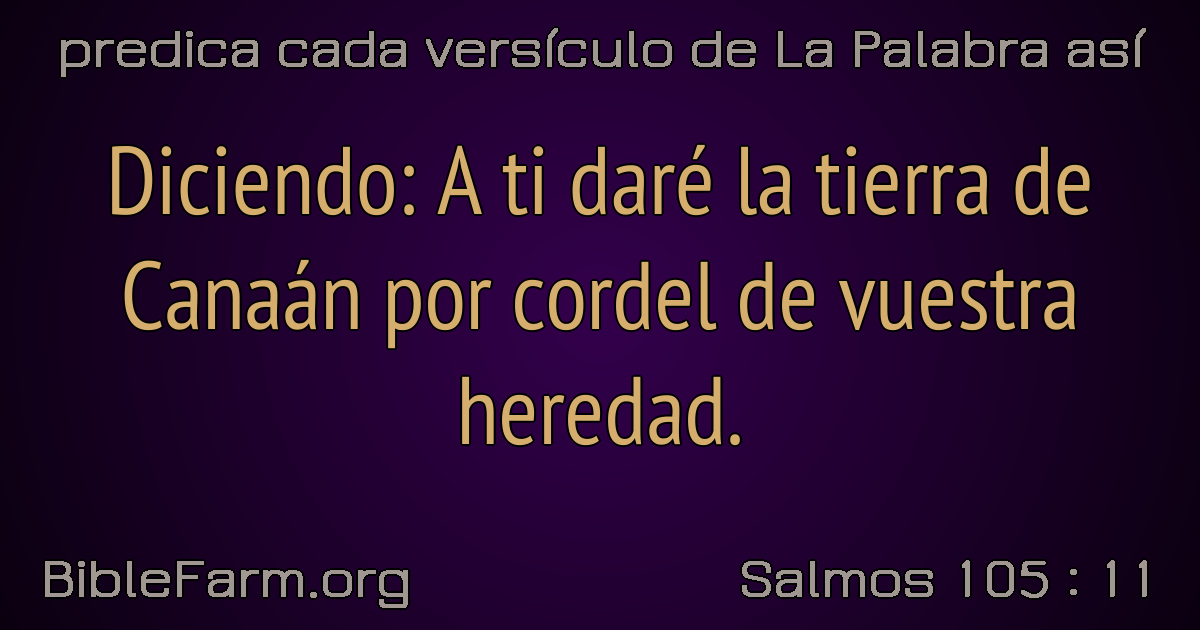 predica cada versículo de La Palabra así
Diciendo: A ti daré la tierra de
Canaán por cordel de vuestra
heredad.
BibleFarm.org
Salmos 105 : 11